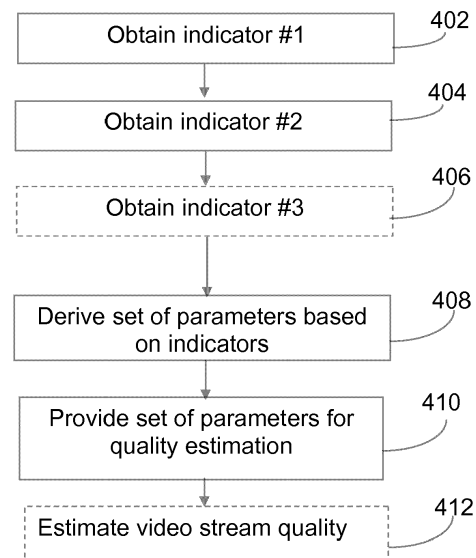 Obtain indicator #1
402
Obtain indicator #2
404
Obtain indicator #3
406
Derive set of parameters based
on indicators
408
Provide set of parameters for
quality estimation
410
Estimate video stream quality
412